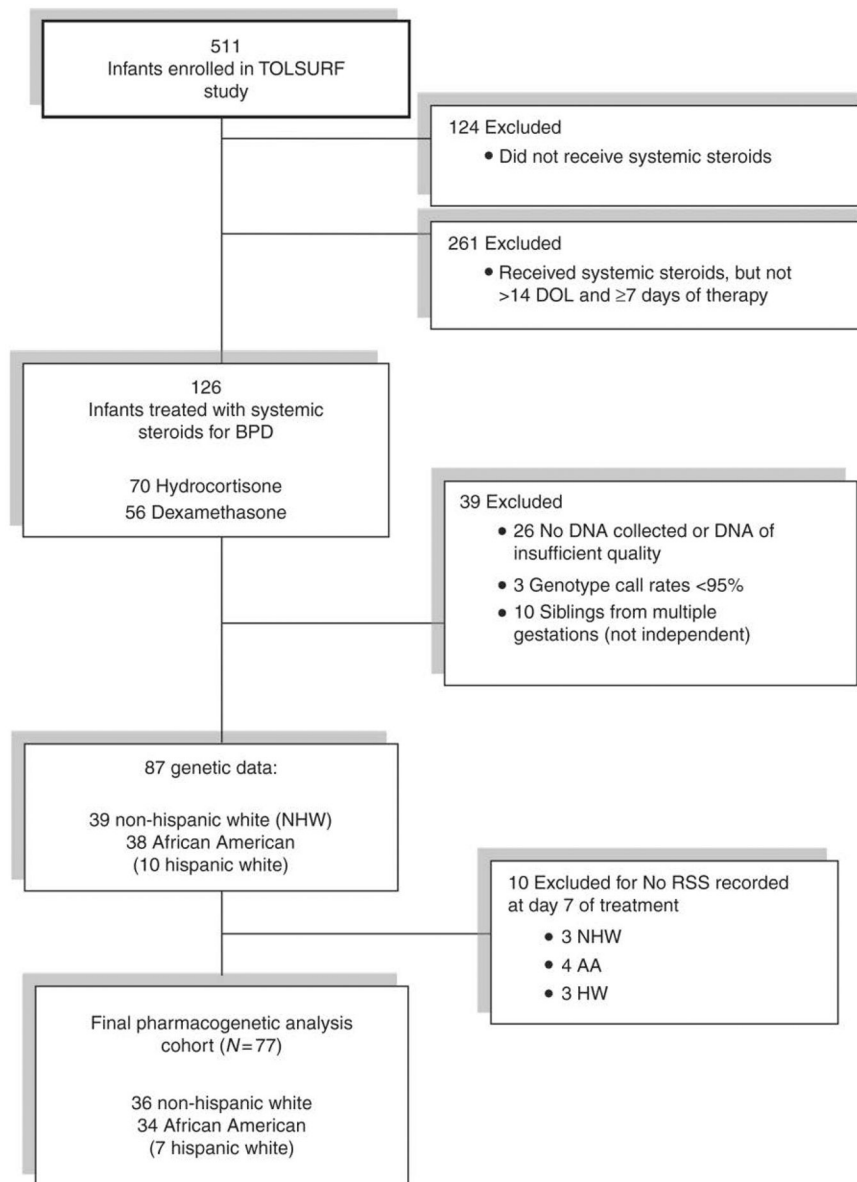 511
Infants enrolled in TOLSURF
study
124 Excluded
• Did not receive systemic steroids
261 Excluded
• Received systemic steroids, but not
>14 DOL and ≥7 days of therapy
126
Infants treated with systemic
steroids for BPD
70 Hydrocortisone
56 Dexamethasone
39 Excluded
• 26 No DNA collected or DNA of
insufficient quality
• 3 Genotype call rates <95%
• 10 Siblings from multiple
gestations (not independent)
87 genetic data:
39 non-hispanic white (NHW)
38 African American
(10 hispanic white)
10 Excluded for No RSS recorded
at day 7 of treatment
• 3 NHW
• 4 AA
• 3 HW
Final pharmacogenetic analysis
cohort (N=77)
36 non-hispanic white
34 African American
(7 hispanic white)